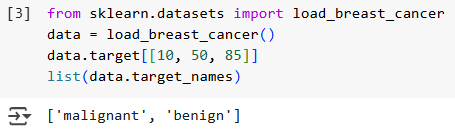 [3] from sklearn.datasets import load_breast_cancer
data = load_breast_cancer()
data.target[[10, 50, 85]]
list(data.target_names)
['malignant', 'benign']